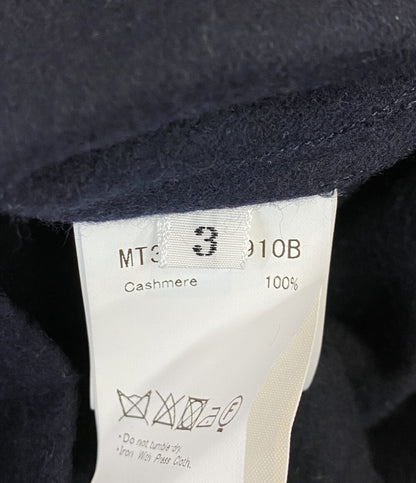 3
MT3 910B
Cashmere 100%
• Do not tumble dry.
• Iron With Press Cloth.